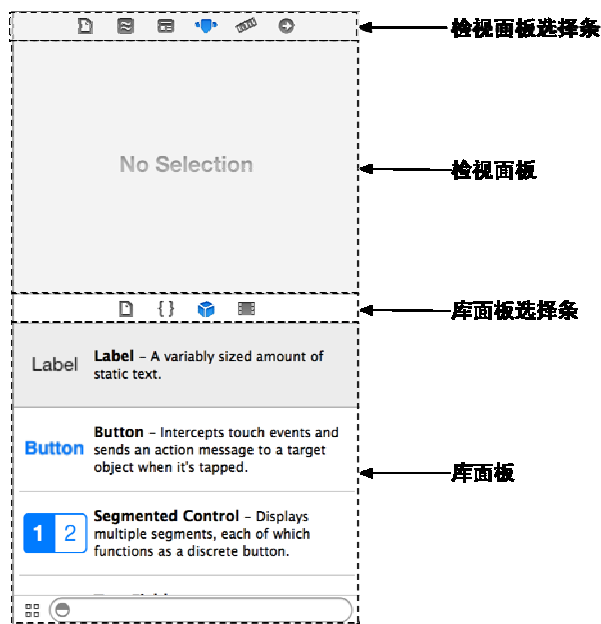 检视面板选择条
No Selection
检视面板
{ }
库面板选择条
Label
Label – A variably sized amount of
static text.
Button
Button – Intercepts touch events and
sends an action message to a target
object when it's tapped.
库面板
1 2
Segmented Control – Displays
multiple segments, each of which
functions as a discrete button.